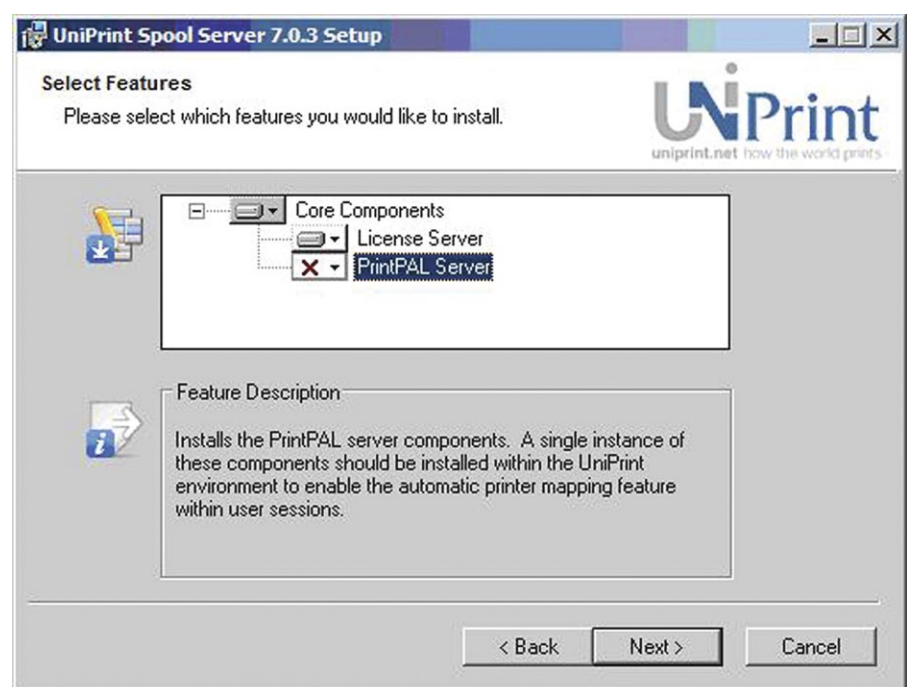 UniPrint Spool Server 7.0.3 Setup
Select Features
Please select which features you would like to install.
UNiPrint
uniprint.net how the world prints
Core Components
License Server
PrintPAL Server
Feature Description
Installs the PrintPAL server components. A single instance of
these components should be installed within the UniPrint
environment to enable the automatic printer mapping feature
within user sessions.
< Back Next > Cancel